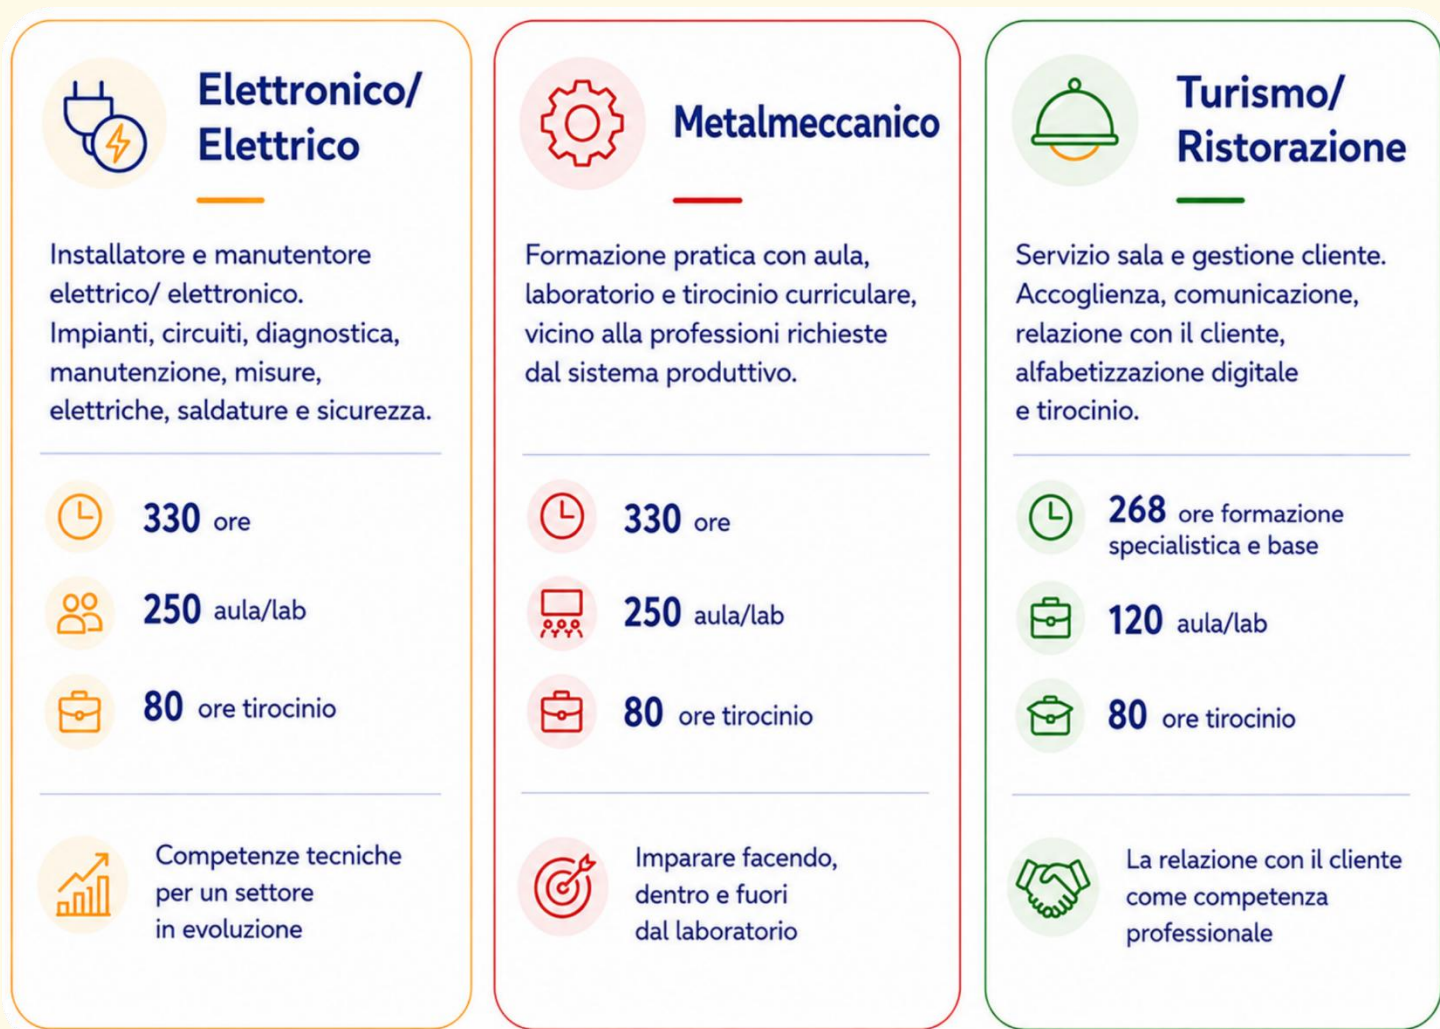 Elettronico/
Elettrico
Installatore e manutentore
elettrico/ elettronico.
Impianti, circuiti, diagnostica,
manutenzione, misure,
elettriche, saldature e sicurezza.
330 ore
250 aula/lab
80 ore tirocinio
Competenze tecniche
per un settore
in evoluzione
Metalmeccanico
Formazione pratica con aula,
laboratorio e tirocinio curriculare,
vicino alla professioni richieste
dal sistema produttivo.
330 ore
250 aula/lab
80 ore tirocinio
Imparare facendo,
dentro e fuori
dal laboratorio
Turismo/
Ristorazione
Servizio sala e gestione cliente.
Accoglienza, comunicazione,
relazione con il cliente,
alfabetizzazione digitale
e tirocinio.
268 ore formazione
specialistica e base
120 aula/lab
80 ore tirocinio
La relazione con il cliente
come competenza
professionale